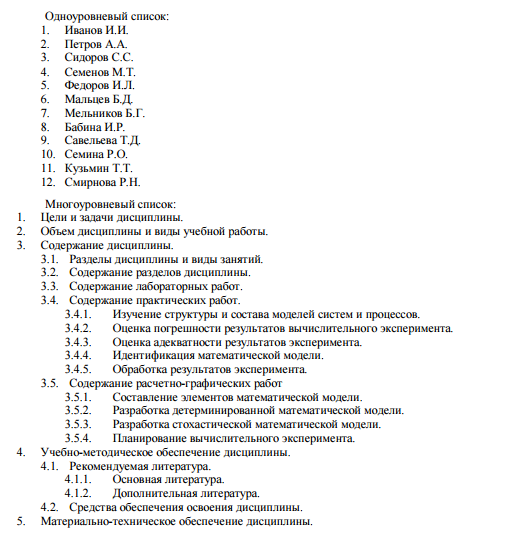 Одноуровневый список:
1. Иванов И.И.
2. Петров А.А.
3. Сидоров С.С.
4. Семенов М.Т.
5. Федоров И.Л.
6. Мальцев Б.Д.
7. Мельников Б.Г.
8. Бабина И.Р.
9. Савельева Т.Д.
10. Семина Р.О.
11. Кузьмин Т.Т.
12. Смирнова Р.Н.
Многоуровневый список:
1. Цели и задачи дисциплины.
2. Объем дисциплины и виды учебной работы.
3. Содержание дисциплины.
3.1. Разделы дисциплины и виды занятий.
3.2. Содержание разделов дисциплины.
3.3. Содержание лабораторных работ.
3.4. Содержание практических работ.
3.4.1. Изучение структуры и состава моделей систем и процессов.
3.4.2. Оценка погрешности результатов вычислительного эксперимента.
3.4.3. Оценка адекватности результатов эксперимента.
3.4.4. Идентификация математической модели.
3.4.5. Обработка результатов эксперимента.
3.5. Содержание расчетно-графических работ
3.5.1. Составление элементов математической модели.
3.5.2. Разработка детерминированной математической модели.
3.5.3. Разработка стохастической математической модели.
3.5.4. Планирование вычислительного эксперимента.
4. Учебно-методическое обеспечение дисциплины.
4.1. Рекомендуемая литература.
4.1.1. Основная литература.
4.1.2. Дополнительная литература.
4.2. Средства обеспечения освоения дисциплины.
5. Материально-техническое обеспечение дисциплины.